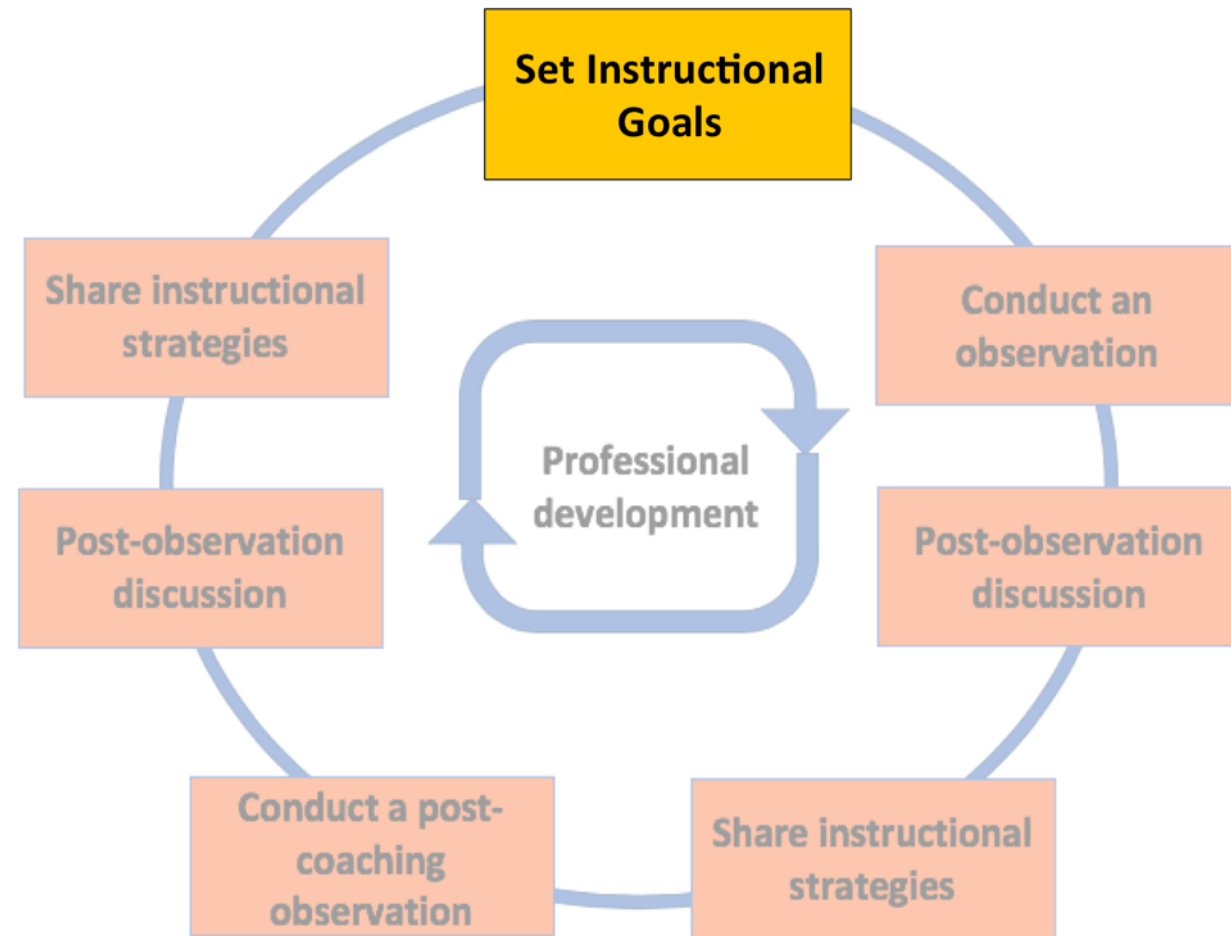 Set Instructional
Goals
Conduct an
observation
Post-observation
discussion
Share instructional
strategies
Conduct a post-
coaching
observation
Post-observation
discussion
Share instructional
strategies
Professional
development